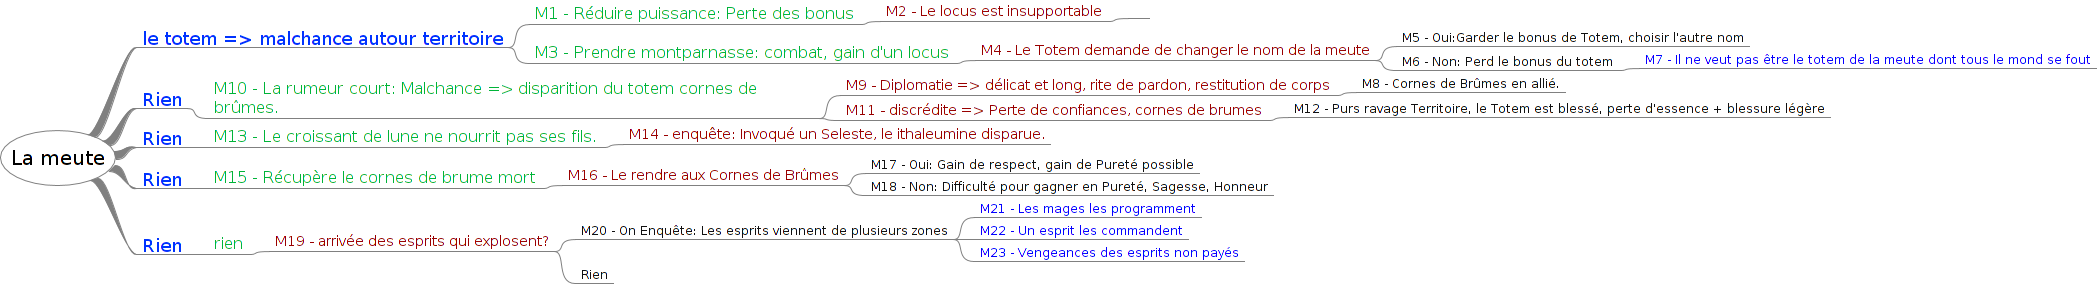 La meute
le totem => malchance autour territoire
M1 - Réduire puissance: Perte des bonus
M2 - Le locus est insupportable
M3 - Prendre montparnasse: combat, gain d'un locus
M4 - Le Totem demande de changer le nom de la meute
M5 - Oui:Garder le bonus de Totem, choisir l'autre nom
M6 - Non: Perd le bonus du totem
M7 - Il ne veut pas être le totem de la meute dont tous le mond se fout
Rien
M10 - La rumeur court: Malchance => disparition du totem cornes de
brûmes.
M9 - Diplomatie => délicat et long, rite de pardon, restitution de corps
M8 - Cornes de Brûmes en allié.
M11 - discrédite => Perte de confiances, cornes de brumes
M12 - Purs ravage Territoire, le Totem est blessé, perte d'essence + blessure légère
Rien
M13 - Le croissant de lune ne nourrit pas ses fils.
M14 - enquête: Invoqué un Seleste, le ithaleumine disparue.
Rien
M15 - Récupère le cornes de brume mort
M16 - Le rendre aux Cornes de Brûmes
M17 - Oui: Gain de respect, gain de Pureté possible
M18 - Non: Difficulté pour gagner en Pureté, Sagesse, Honneur
Rien
rien
M19 - arrivée des esprits qui explosent?
M20 - On Enquête: Les esprits viennent de plusieurs zones
M21 - Les mages les programment
M22 - Un esprit les commandent
M23 - Vengeances des esprits non payés
Rien